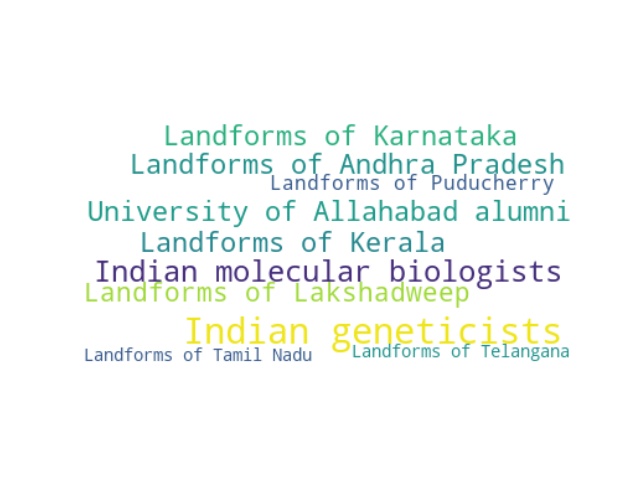 Landforms of Karnataka
Landforms of Andhra Pradesh
Landforms of Puducherry
University of Allahabad alumni
Landforms of Kerala
Indian molecular biologists
Landforms of Lakshadweep
Indian geneticists
Landforms of Tamil Nadu
Landforms of Telangana